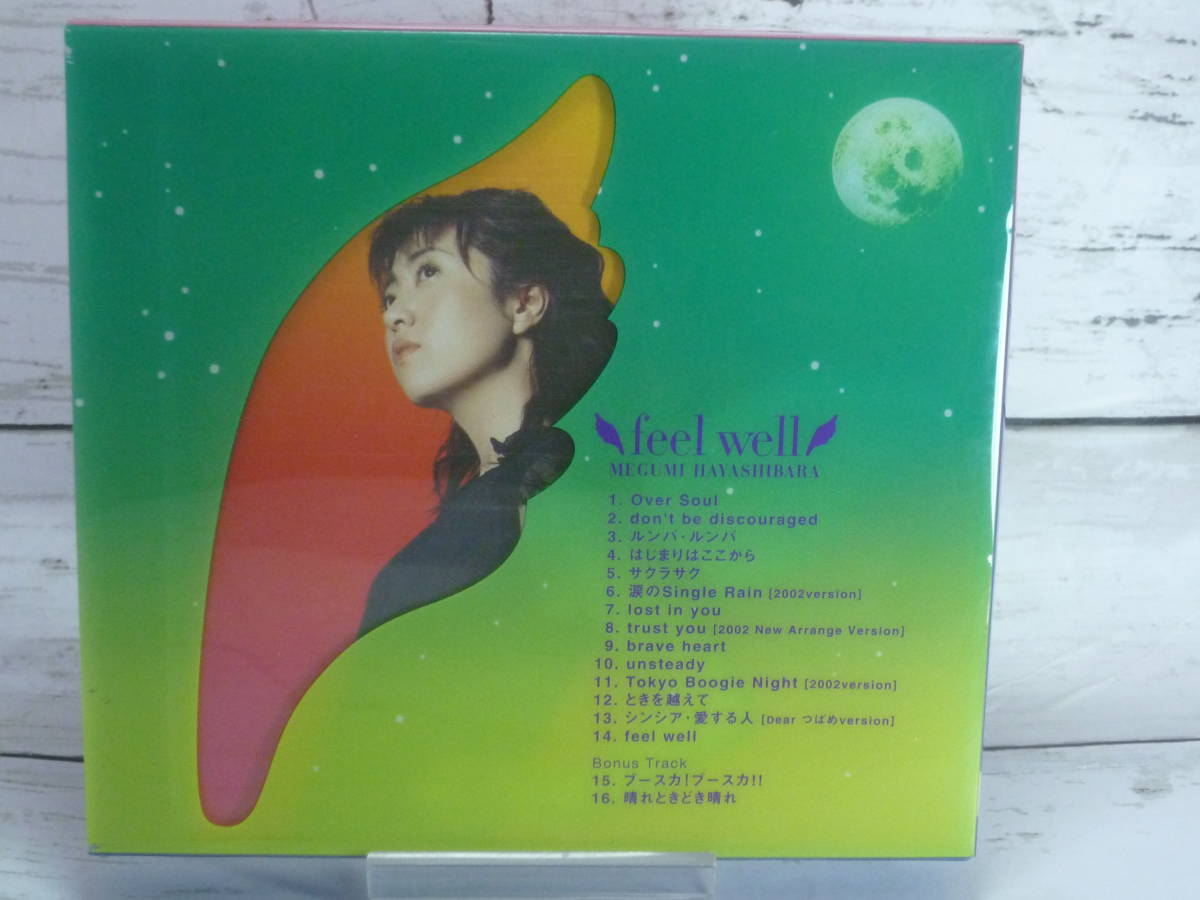 feel well
MEGUMI HAYASHIBARA
1. Over Soul
2. don't be discouraged
3. ルンバ・ルンバ
4. はじまりはここから
5. サクラサク
6. 涙のSingle Rain [2002version]
7. lost in you
8. trust you [2002 New Arrange Version]
9. brave heart
10. unsteady
11. Tokyo Boogie Night [2002version]
12. ときを越えて
13. シンシア・愛する人 [Dear つばめversion]
14. feel well
Bonus Track
15. ブースカ!ブースカ!!
16. 晴れときどき晴れ